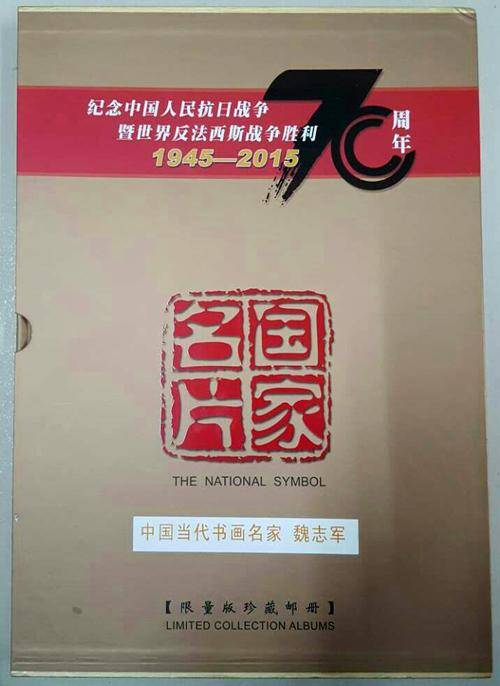 纪念中国人民抗日战争
暨世界反法西斯战争胜利
1945—2015
70
周年
国家
名片
THE NATIONAL SYMBOL
中国当代书画名家 魏志军
【限量版珍藏邮册】
LIMITED COLLECTION ALBUMS